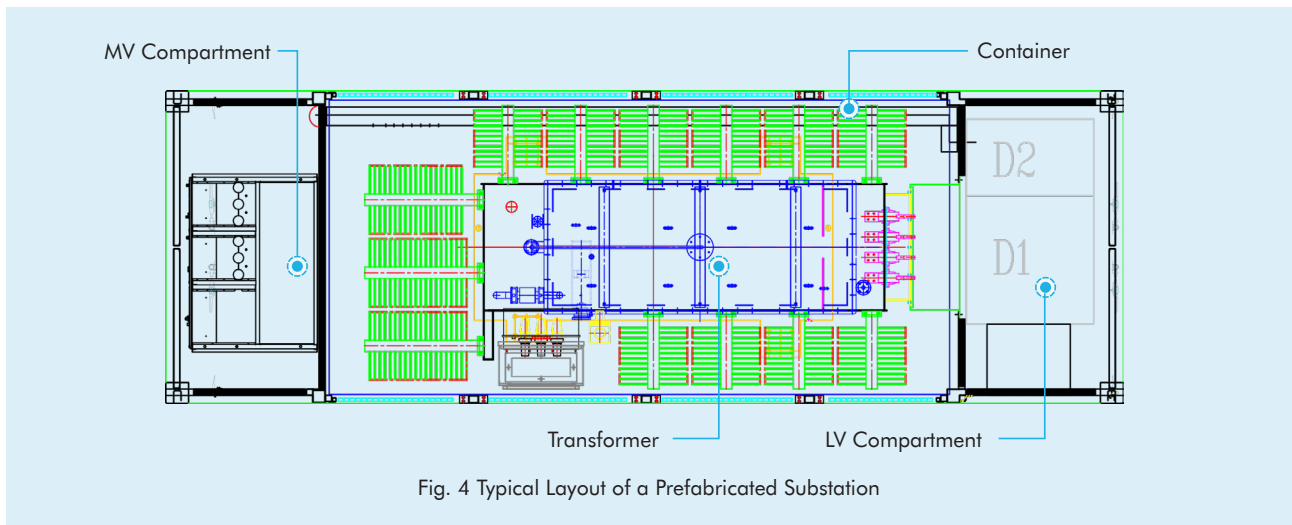 MV Compartment
Container
D2
D1
Transformer
LV Compartment
Fig. 4 Typical Layout of a Prefabricated Substation